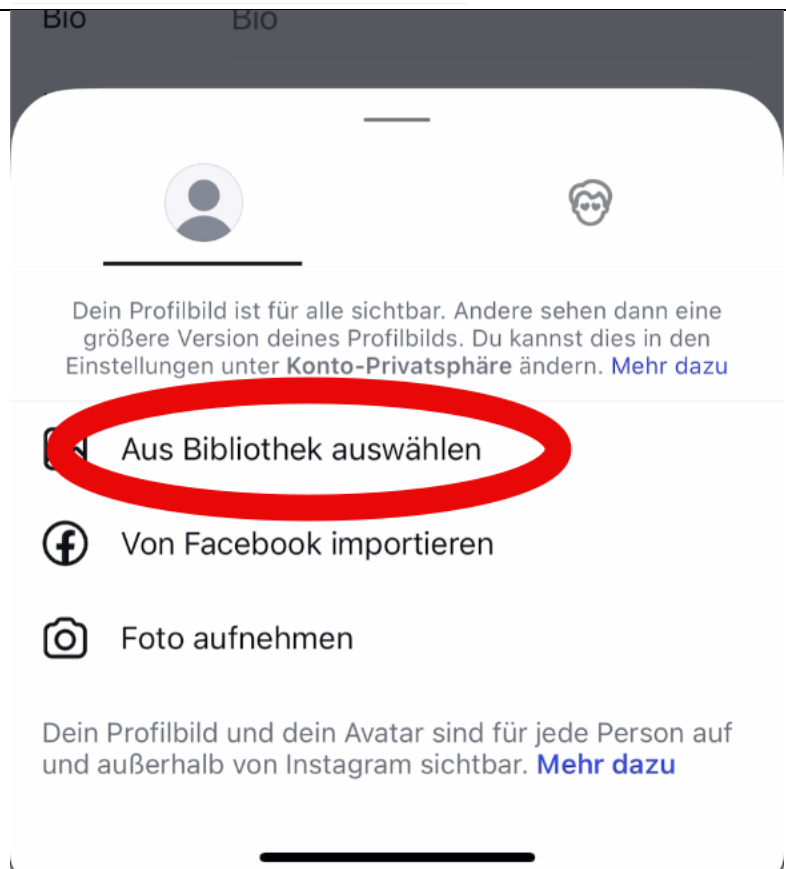 Bio Bio
Dein Profilbild ist für alle sichtbar. Andere sehen dann eine
größere Version deines Profilbilds. Du kannst dies in den
Einstellungen unter Konto-Privatsphäre ändern. Mehr dazu
Aus Bibliothek auswählen
Von Facebook importieren
Foto aufnehmen
Dein Profilbild und dein Avatar sind für jede Person auf
und außerhalb von Instagram sichtbar. Mehr dazu